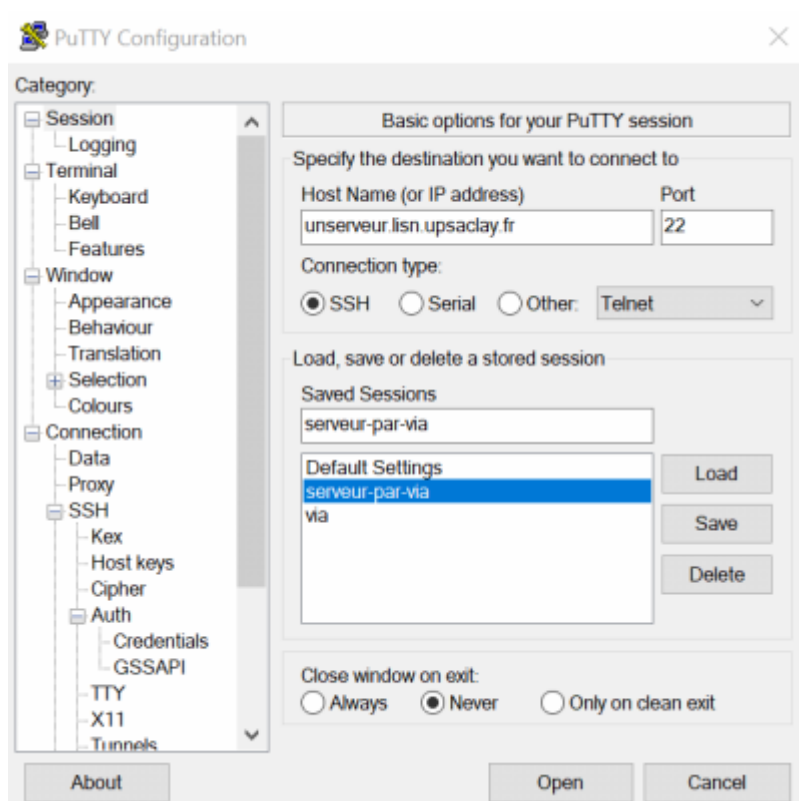 PuTTY Configuration
Category:
Session
Logging
Terminal
Keyboard
Bell
Features
Window
Appearance
Behaviour
Translation
Selection
Colours
Connection
Data
Proxy
SSH
Kex
Host keys
Cipher
Auth
Credentials
GSSAPI
TTY
X11
Tunnels
Basic options for your PuTTY session
Specify the destination you want to connect to
Host Name (or IP address) Port
unserveur.lisn.upsaclay.fr 22
Connection type:
SSH Serial Other: Telnet
Load, save or delete a stored session
Saved Sessions
serveur-par-via
Default Settings
serveur-par-via
via
Load
Save
Delete
Close window on exit:
Always Never Only on clean exit
About Open Cancel